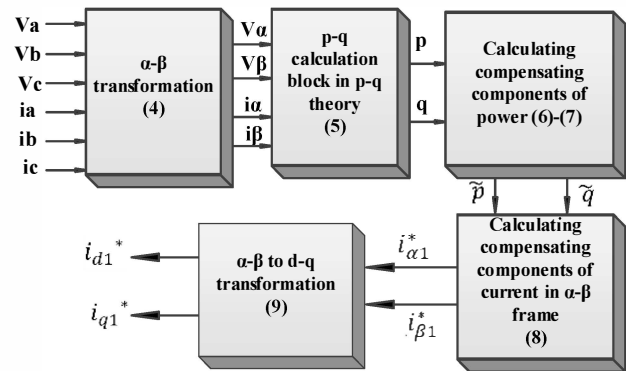 Va
Vb
Vc
ia
ib
ic
α-β
transformation
(4)
Vα
Vβ
iα
iβ
p-q
calculation
block in p-q
theory
(5)
p
q
Calculating
compensating
components of
power (6)-(7)
p̃
q̃
Calculating
compensating
components of
current in α-β
frame
(8)
i*α1
i*β1
α-β to d-q
transformation
(9)
id1*
iq1*